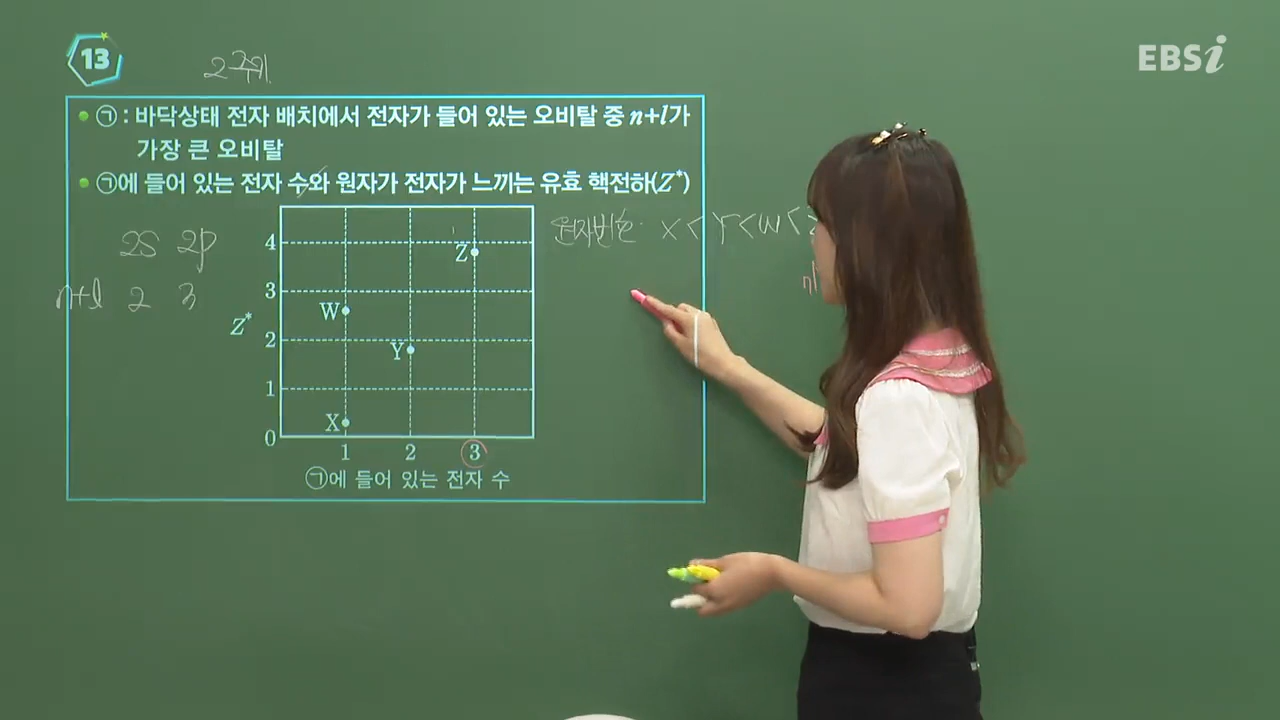 13
EBSi
2주기
• ㉠ : 바닥상태 전자 배치에서 전자가 들어 있는 오비탈 중 n+l가
가장 큰 오비탈
• ㉠에 들어 있는 전자 수와 원자가 전자가 느끼는 유효 핵전하(Z*)
원자번호 X < Y < W <
2s 2p
n+l 2 3
4
Z
3
W
Z*
2
Y
1
X
0
1 2 3
㉠에 들어 있는 전자 수